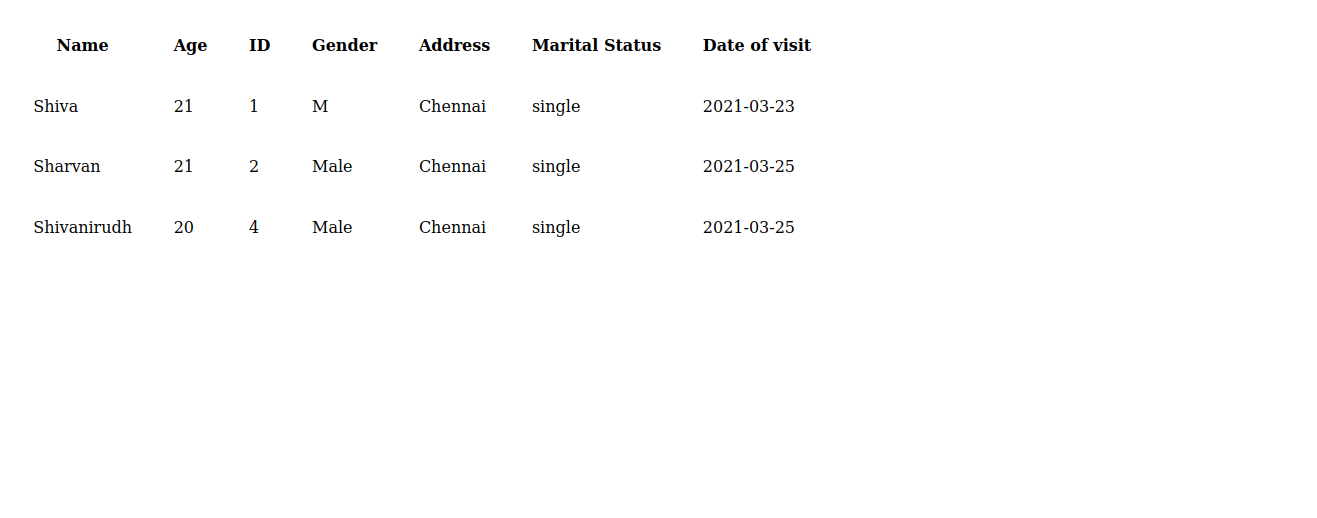 Name Age ID Gender Address Marital Status Date of visit
Shiva 21 1 M Chennai single 2021-03-23
Sharvan 21 2 Male Chennai single 2021-03-25
Shivanirudh 20 4 Male Chennai single 2021-03-25